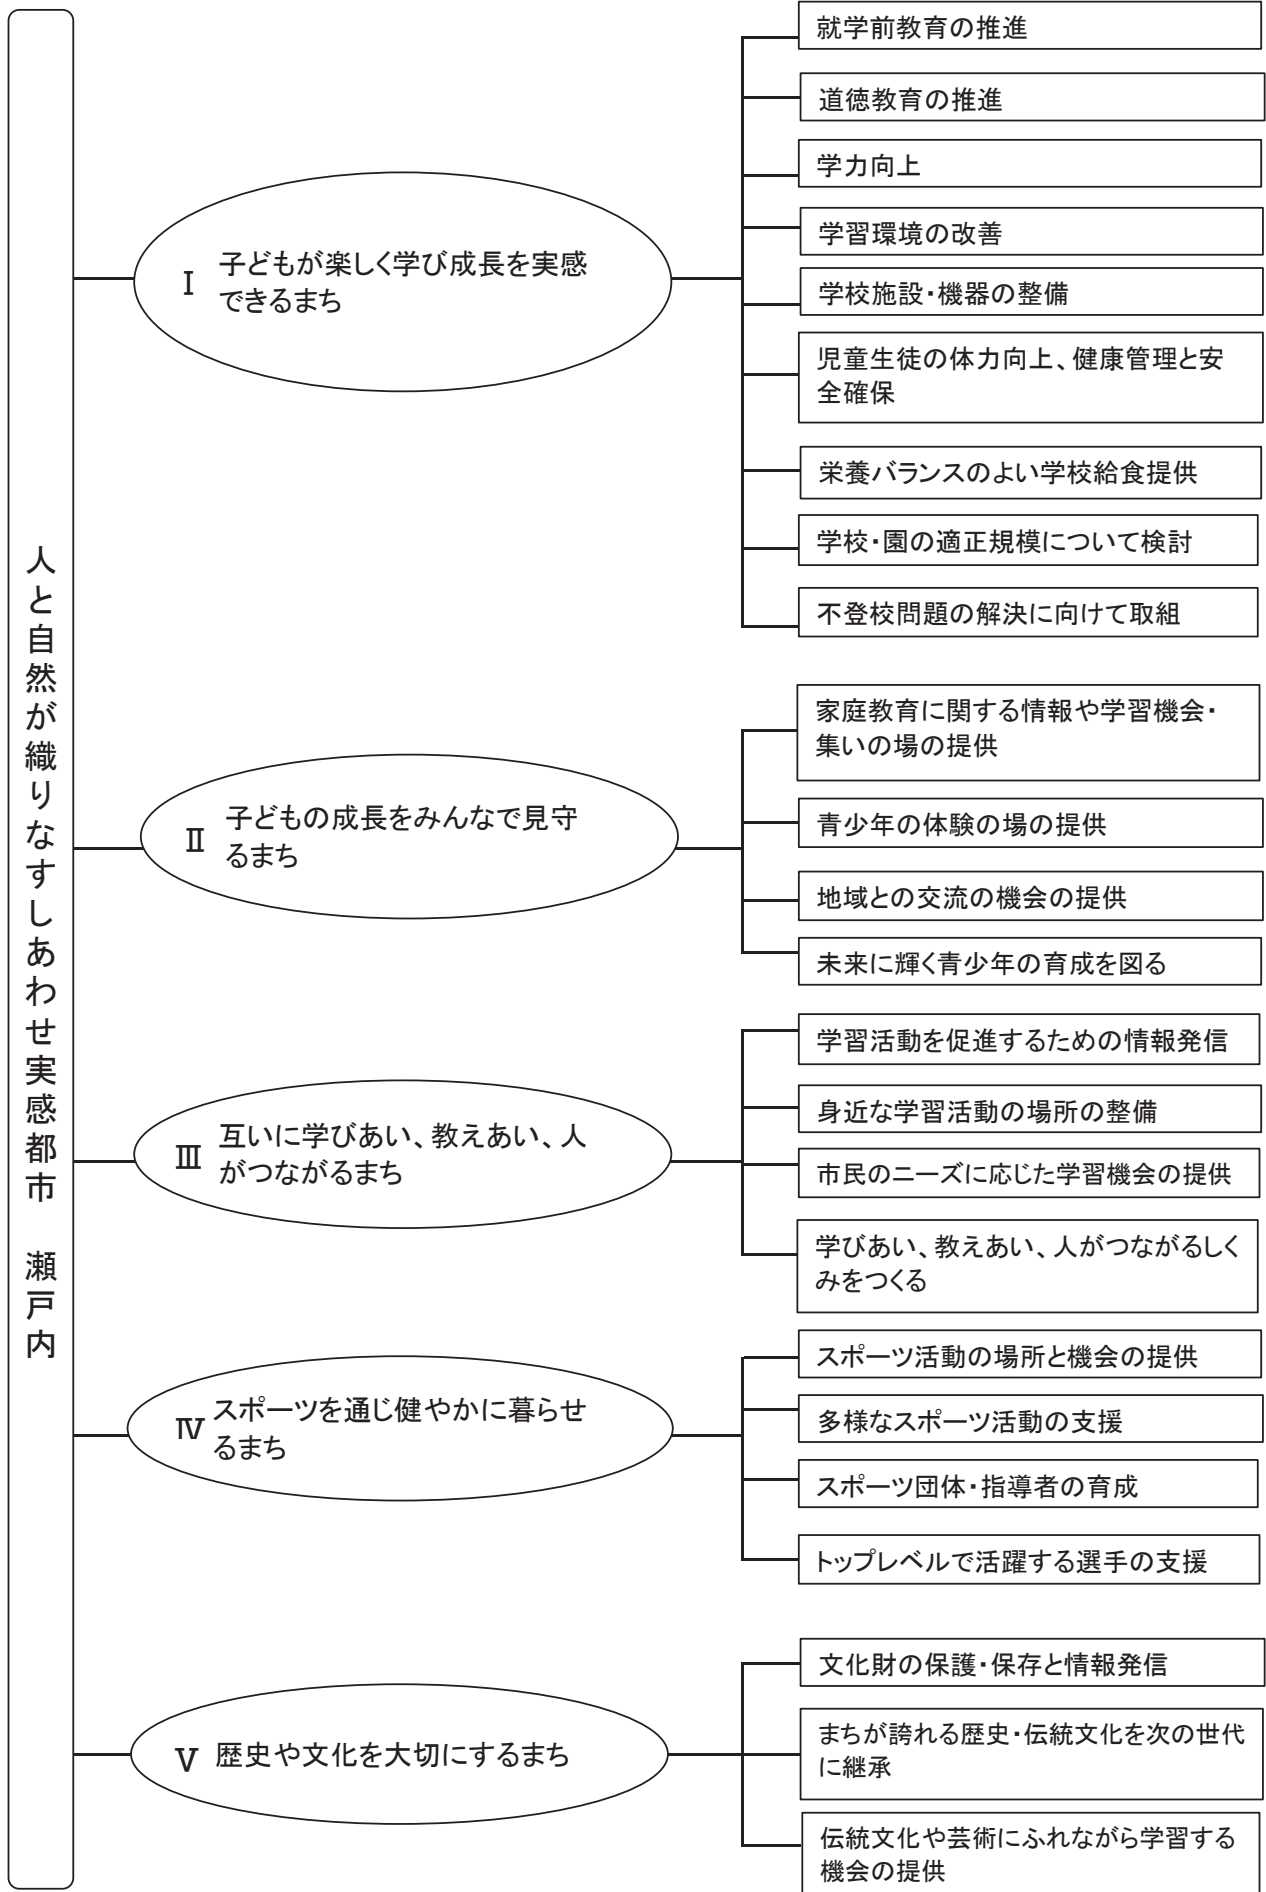 人と自然が織りなすしあわせ実感都市　瀬戸内
Ⅰ 子どもが楽しく学び成長を実感
できるまち
就学前教育の推進
道徳教育の推進
学力向上
学習環境の改善
学校施設・機器の整備
児童生徒の体力向上、健康管理と安
全確保
栄養バランスのよい学校給食提供
学校・園の適正規模について検討
不登校問題の解決に向けて取組
Ⅱ 子どもの成長をみんなで見守
るまち
家庭教育に関する情報や学習機会・
集いの場の提供
青少年の体験の場の提供
地域との交流の機会の提供
未来に輝く青少年の育成を図る
Ⅲ 互いに学びあい、教えあい、人
がつながるまち
学習活動を促進するための情報発信
身近な学習活動の場所の整備
市民のニーズに応じた学習機会の提供
学びあい、教えあい、人がつながるしく
みをつくる
Ⅳ スポーツを通じ健やかに暮らせ
るまち
スポーツ活動の場所と機会の提供
多様なスポーツ活動の支援
スポーツ団体・指導者の育成
トップレベルで活躍する選手の支援
Ⅴ 歴史や文化を大切にするまち
文化財の保護・保存と情報発信
まちが誇れる歴史・伝統文化を次の世代
に継承
伝統文化や芸術にふれながら学習する
機会の提供